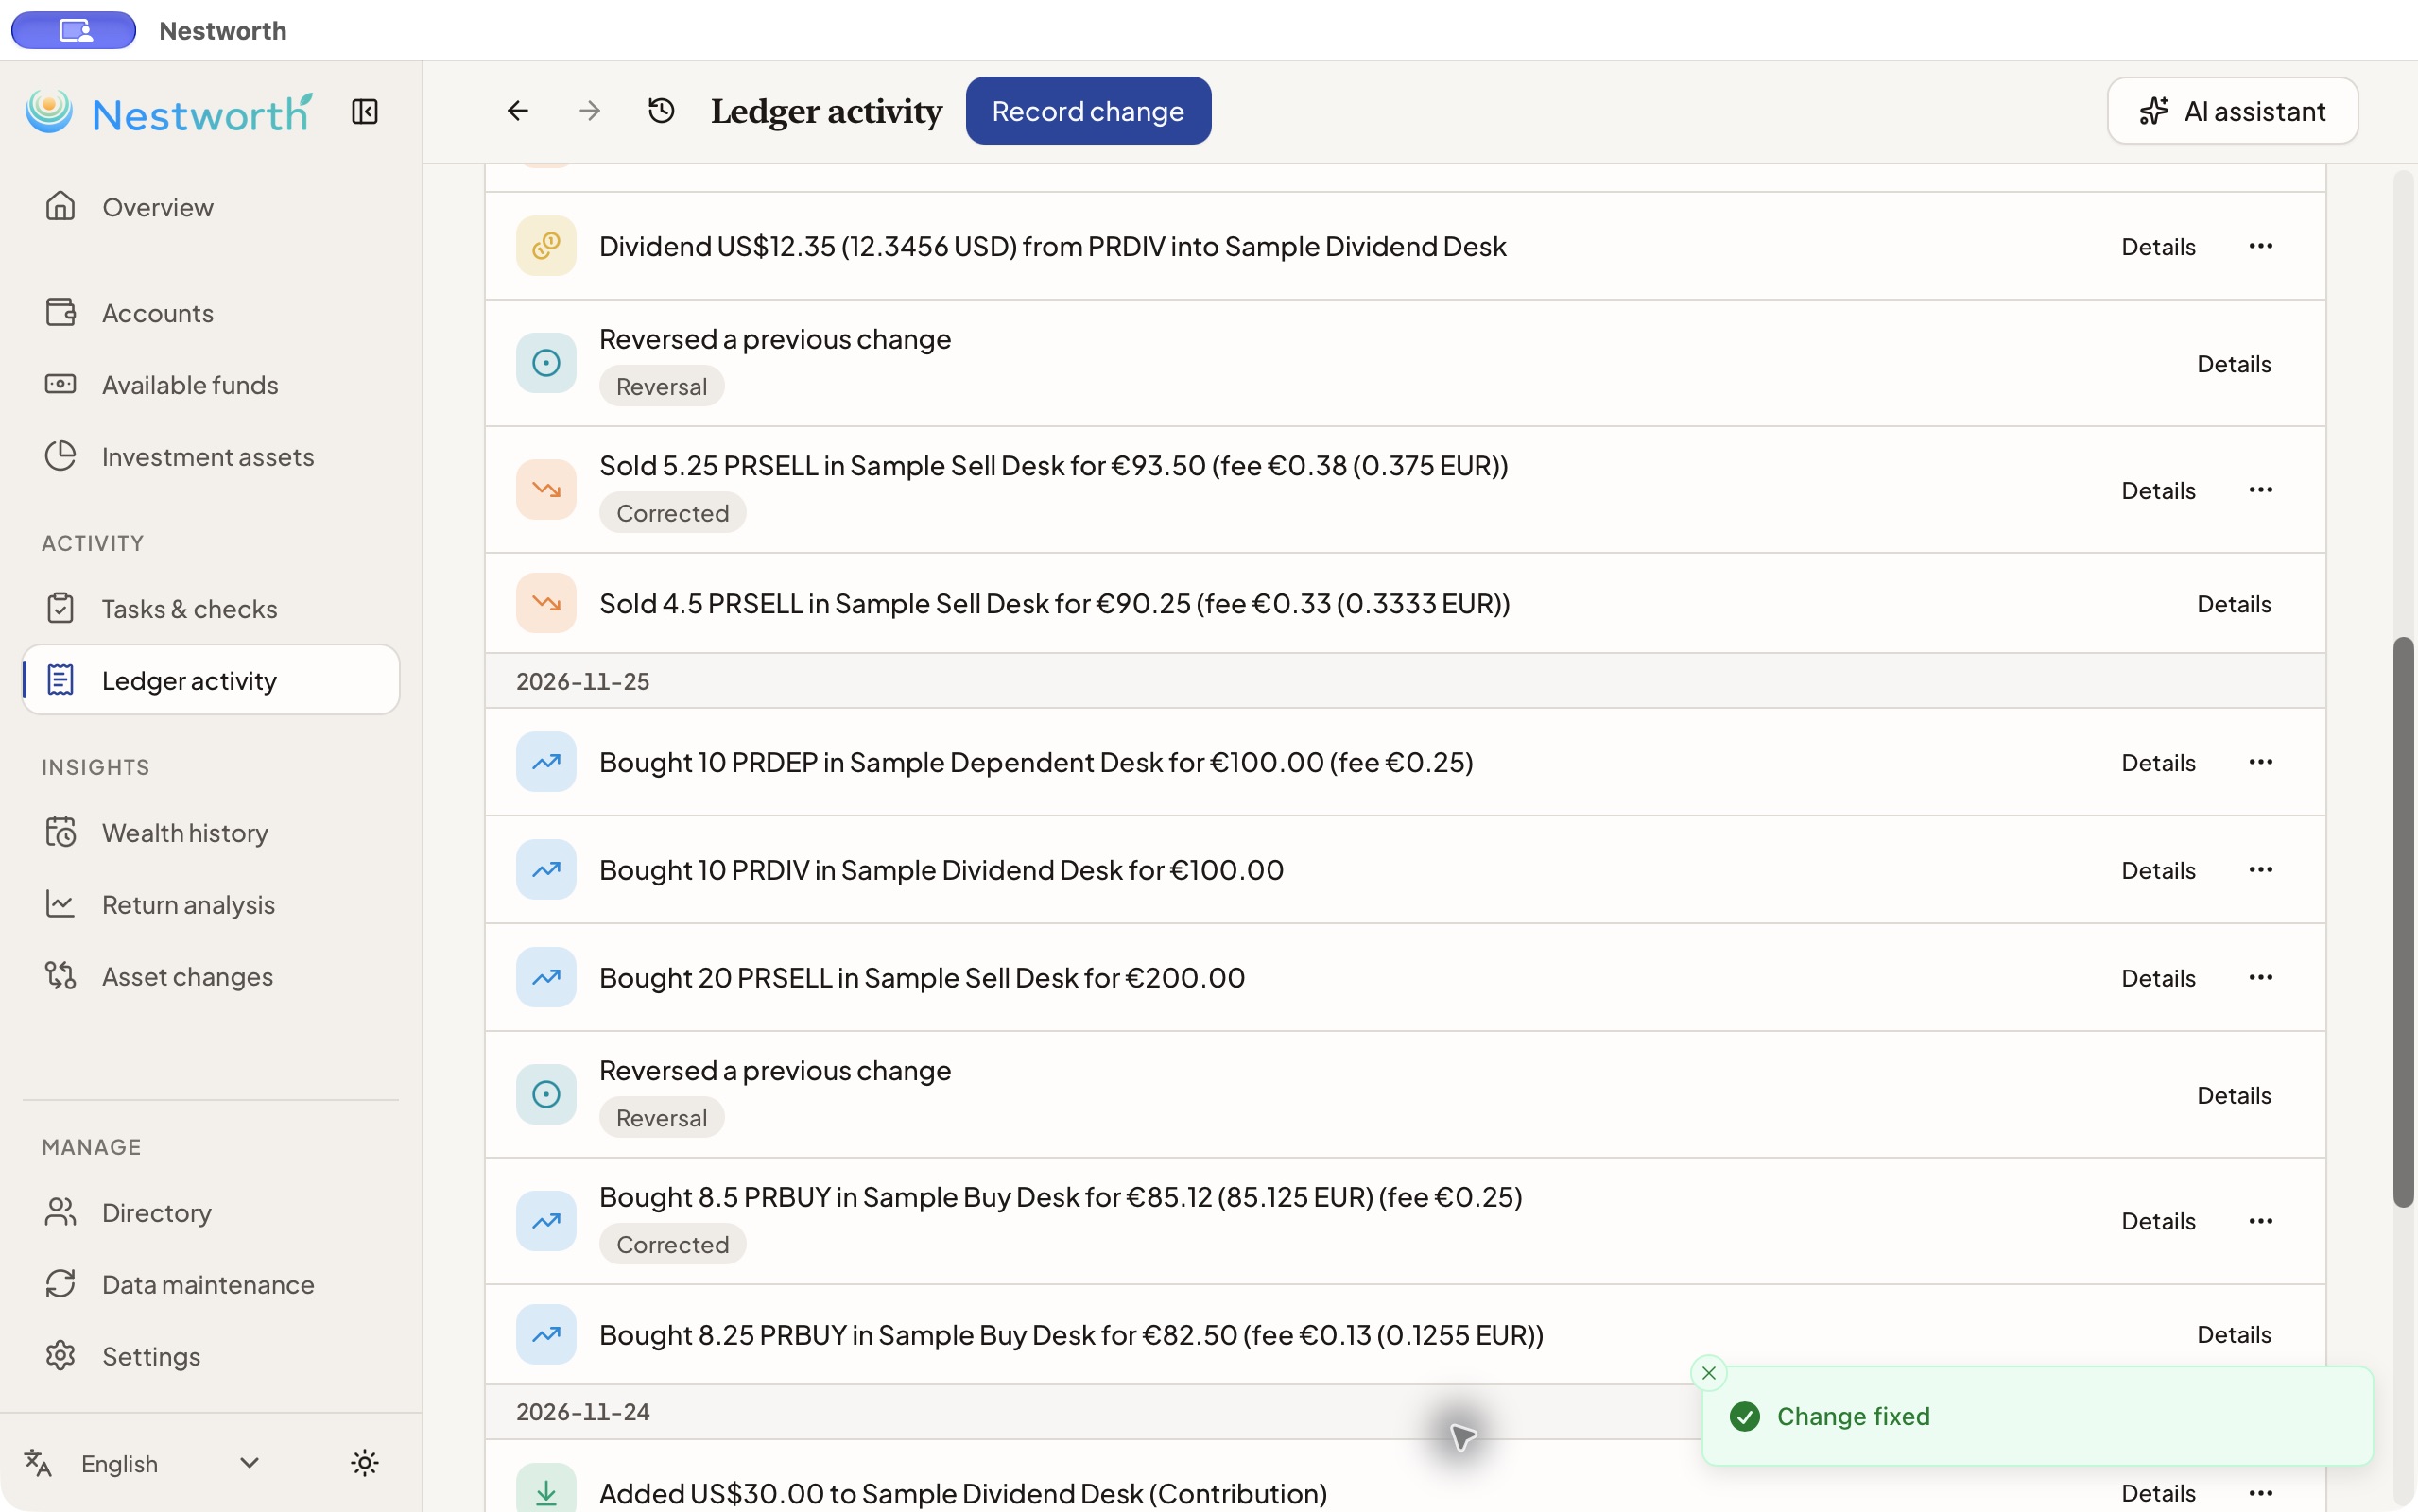 Nestworth
Nestworth
Ledger activity
Record change
AI assistant
Overview
Accounts
Available funds
Investment assets
ACTIVITY
Tasks & checks
Ledger activity
INSIGHTS
Wealth history
Return analysis
Asset changes
MANAGE
Directory
Data maintenance
Settings
English
Dividend US$12.35 (12.3456 USD) from PRDIV into Sample Dividend Desk
Details
Reversed a previous change
Reversal
Details
Sold 5.25 PRSELL in Sample Sell Desk for €93.50 (fee €0.38 (0.375 EUR))
Corrected
Details
Sold 4.5 PRSELL in Sample Sell Desk for €90.25 (fee €0.33 (0.3333 EUR))
Details
2026-11-25
Bought 10 PRDEP in Sample Dependent Desk for €100.00 (fee €0.25)
Details
Bought 10 PRDIV in Sample Dividend Desk for €100.00
Details
Bought 20 PRSELL in Sample Sell Desk for €200.00
Details
Reversed a previous change
Reversal
Details
Bought 8.5 PRBUY in Sample Buy Desk for €85.12 (85.125 EUR) (fee €0.25)
Corrected
Details
Bought 8.25 PRBUY in Sample Buy Desk for €82.50 (fee €0.13 (0.1255 EUR))
Details
2026-11-24
Change fixed
Added US$30.00 to Sample Dividend Desk (Contribution)
Details